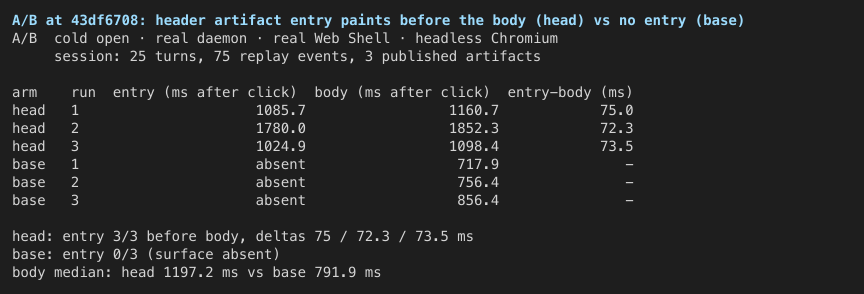 A/B at 43df6708: header artifact entry paints before the body (head) vs no entry (base)
A/B  cold open · real daemon · real Web Shell · headless Chromium
     session: 25 turns, 75 replay events, 3 published artifacts

arm    run  entry (ms after click)  body (ms after click)  entry−body (ms)
head   1                    1085.7                 1160.7             75.0
head   2                    1780.0                 1852.3             72.3
head   3                    1024.9                 1098.4             73.5
base   1                    absent                  717.9                –
base   2                    absent                  756.4                –
base   3                    absent                  856.4                –

head: entry 3/3 before body, deltas 75 / 72.3 / 73.5 ms
base: entry 0/3 (surface absent)
body median: head 1197.2 ms vs base 791.9 ms